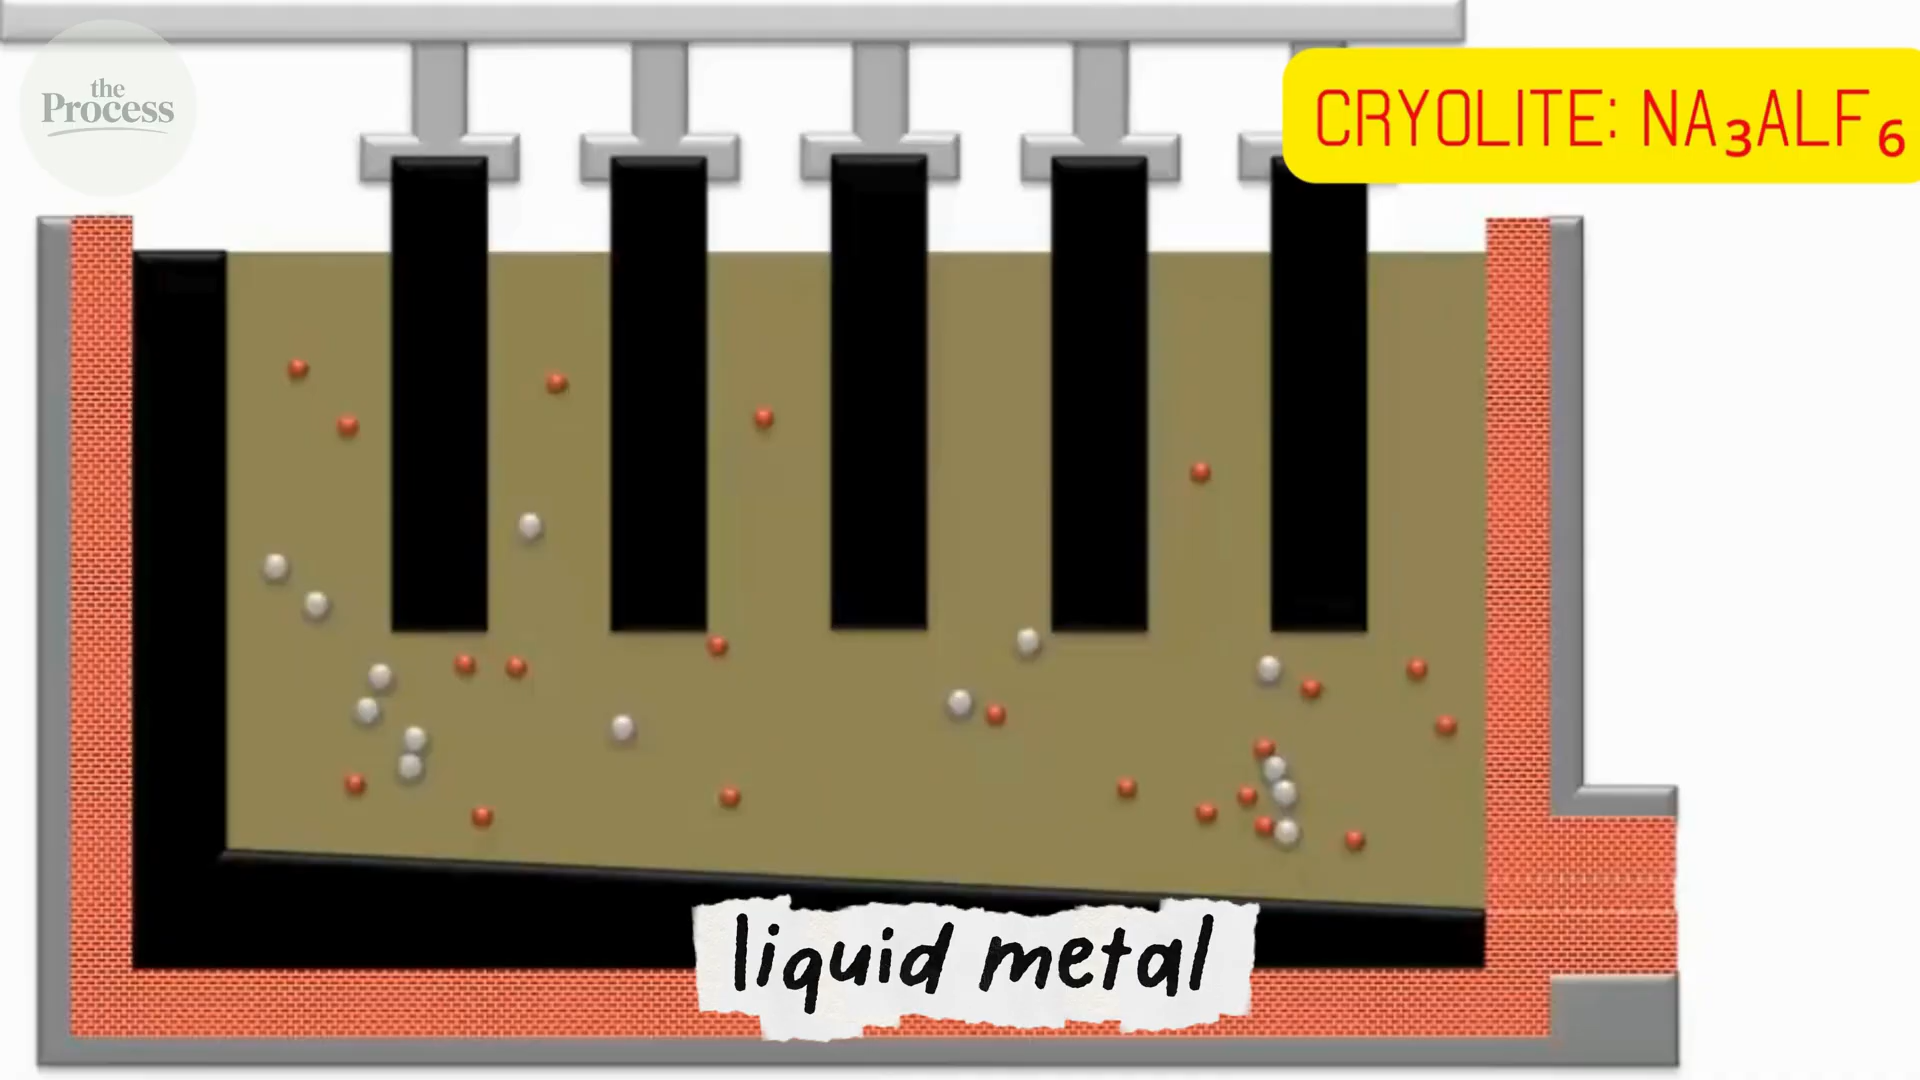 the
Process
CRYOLITE: NA₃ALF₆
liquid metal